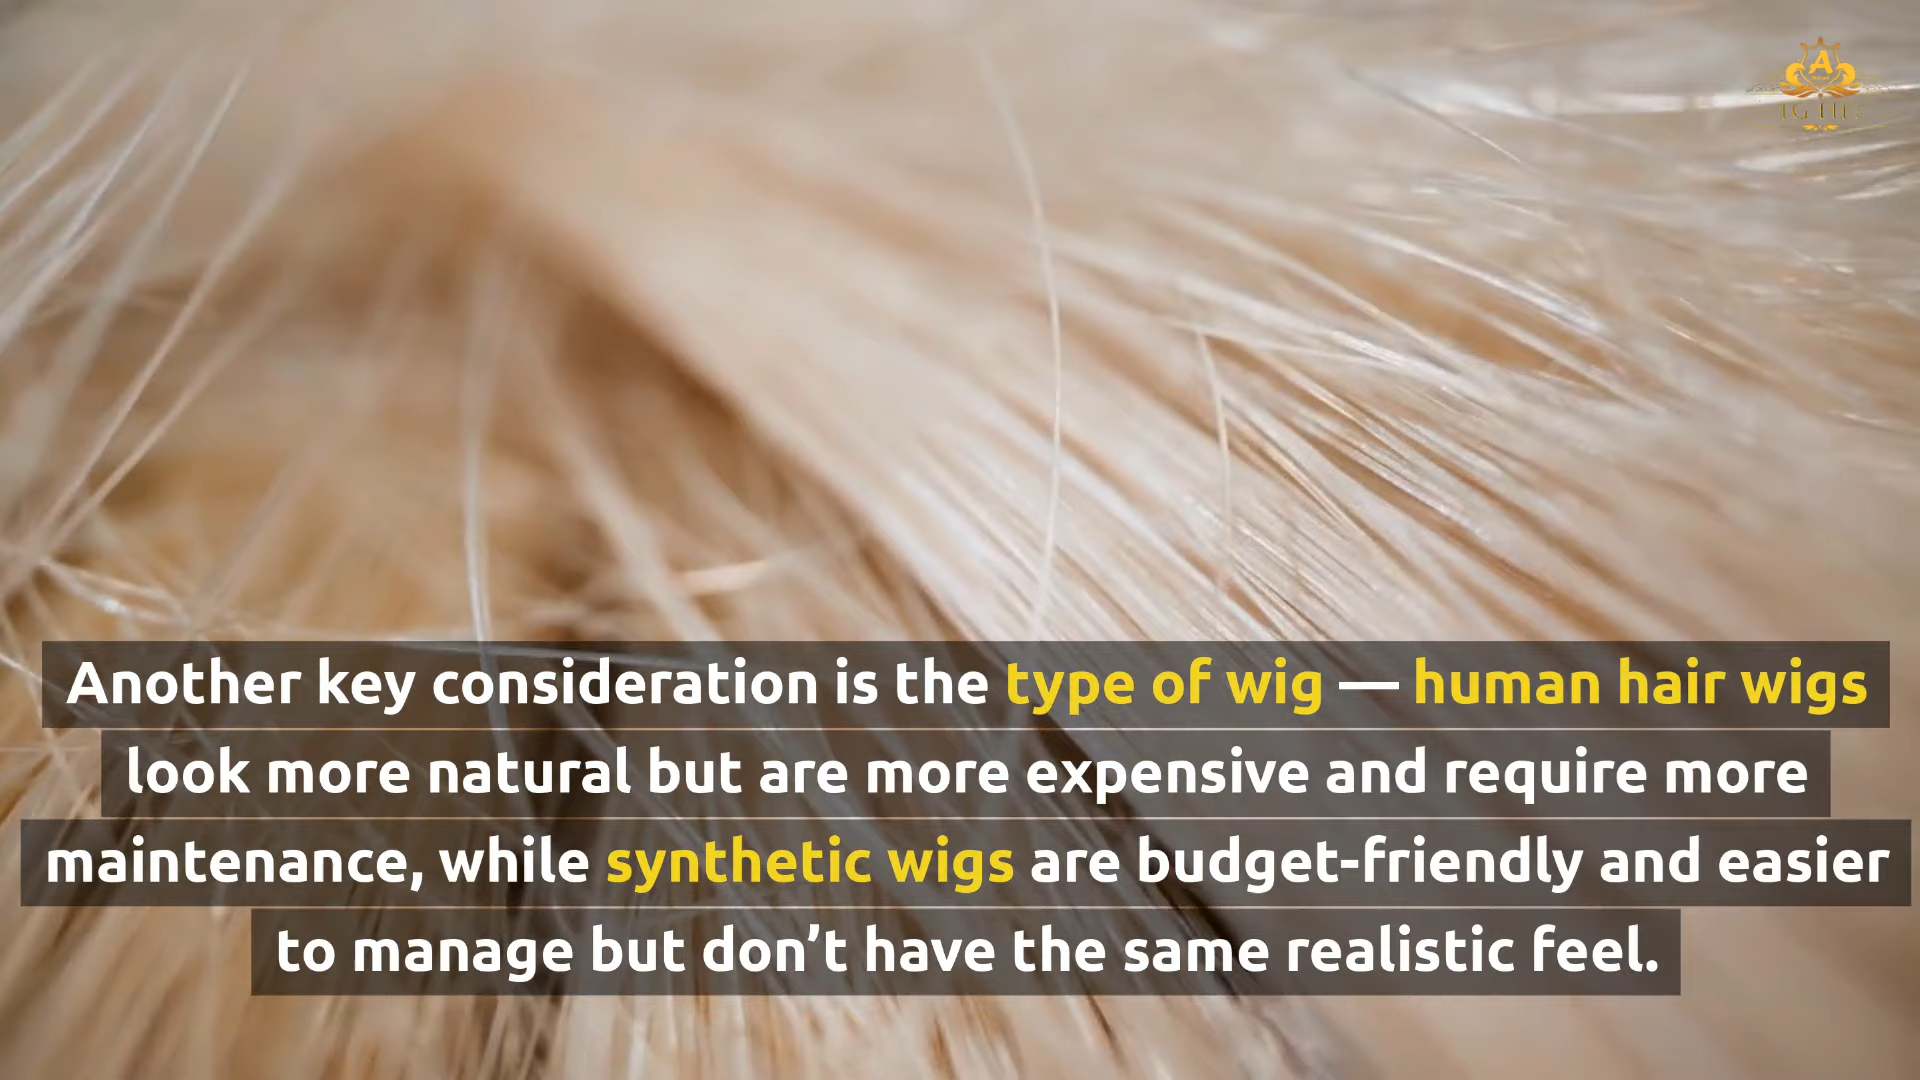 A
Another key consideration is the type of wig — human hair wigs
look more natural but are more expensive and require more
maintenance, while synthetic wigs are budget-friendly and easier
to manage but don’t have the same realistic feel.